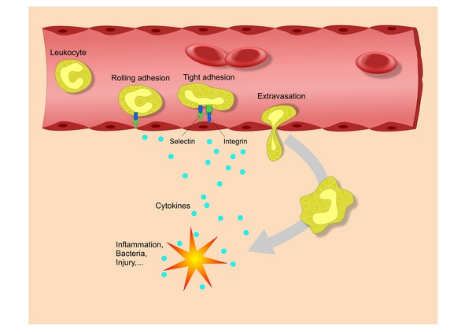 Leukocyte
Rolling adhesion
Tight adhesion
Extravasation
Selectin
Integrin
Cytokines
Inflammation,
Bacteria,
Injury,...